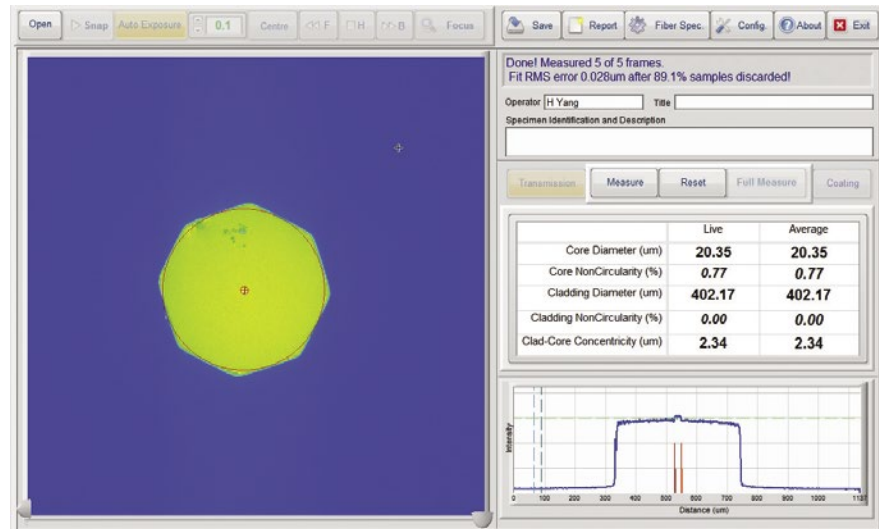 Open Snap Auto Exposure 0.1 Centre F H B Focus Save Report Fiber Spec. Config. About Exit
Done! Measured 5 of 5 frames.
Fit RMS error 0.028um after 89.1% samples discarded!
Operator H Yang Title
Specimen Identification and Description
Transmission Measure Reset Full Measure Coating
Live Average
Core Diameter (um) 20.35 20.35
Core NonCircularity (%) 0.77 0.77
Cladding Diameter (um) 402.17 402.17
Cladding NonCircularity (%) 0.00 0.00
Clad-Core Concentricity (um) 2.34 2.34
Intensity
0 100 200 300 400 500 600 700 800 900 1000 1137
Distance (um)